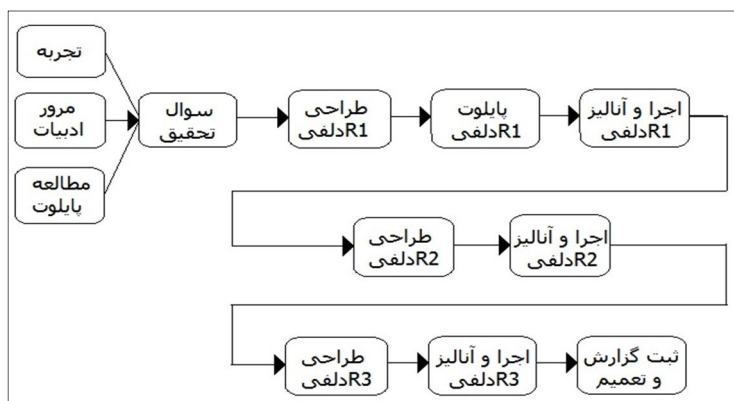 تجربه
مرور
ادبیات
مطالعه
پایلوت
سوال
تحقیق
طراحی
دلفیR1
پایلوت
دلفیR1
اجرا و آنالیز
دلفیR1
طراحی
دلفیR2
اجرا و آنالیز
دلفیR2
طراحی
دلفیR3
اجرا و آنالیز
دلفیR3
ثبت گزارش
و تعمیم